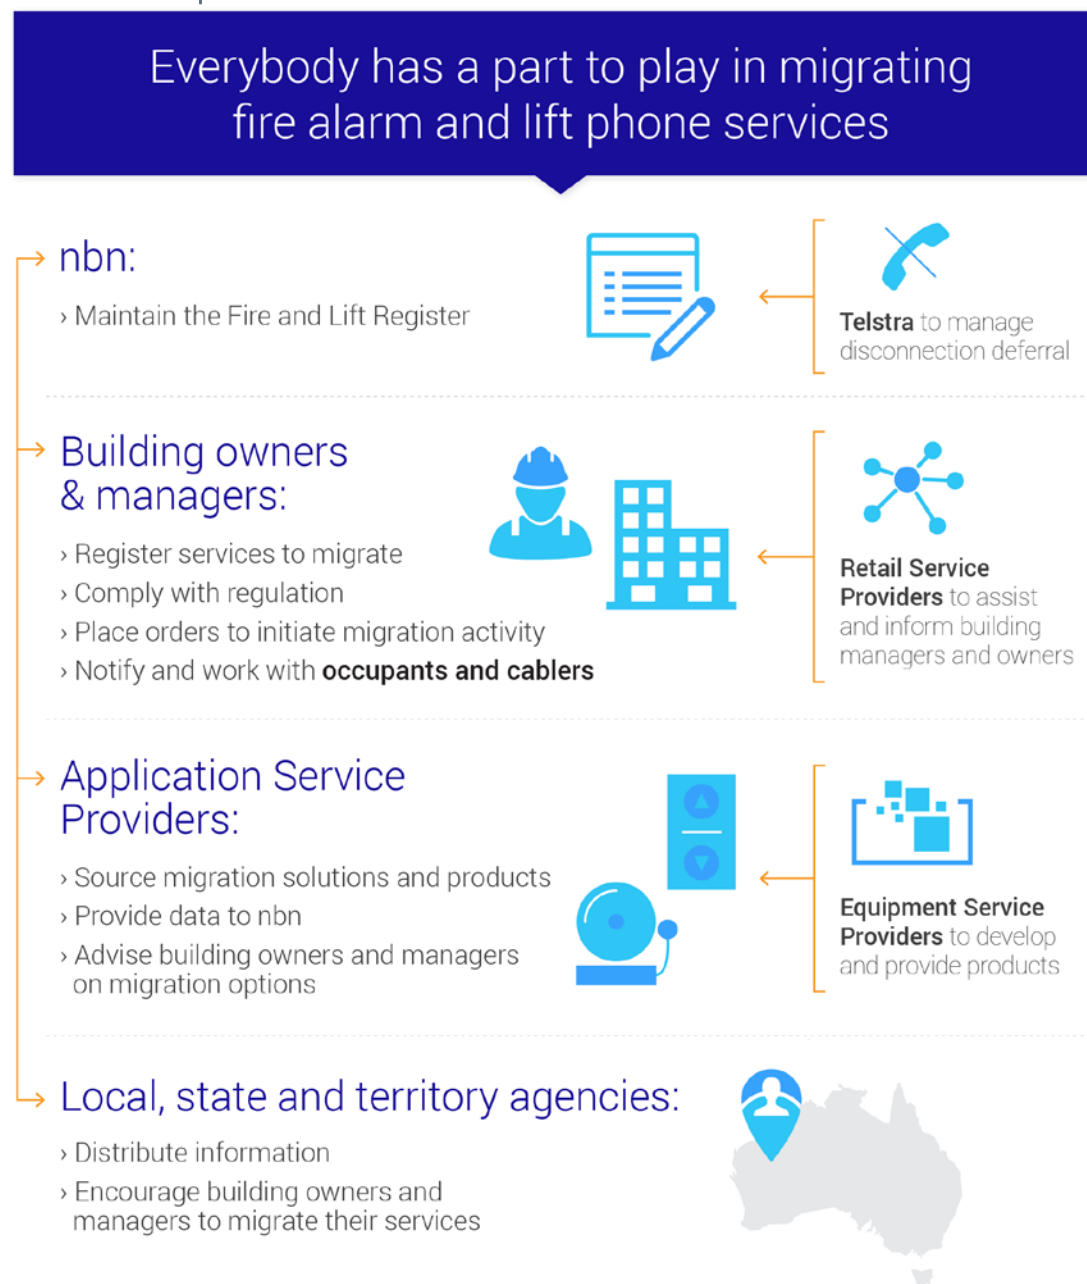 Everybody has a part to play in migrating
fire alarm and lift phone services
nbn:
› Maintain the Fire and Lift Register
Telstra to manage
disconnection deferral
Building owners
& managers:
› Register services to migrate
› Comply with regulation
› Place orders to initiate migration activity
› Notify and work with occupants and cablers
Retail Service
Providers to assist
and inform building
managers and owners
Application Service
Providers:
› Source migration solutions and products
› Provide data to nbn
› Advise building owners and managers
on migration options
Equipment Service
Providers to develop
and provide products
Local, state and territory agencies:
› Distribute information
› Encourage building owners and
managers to migrate their services